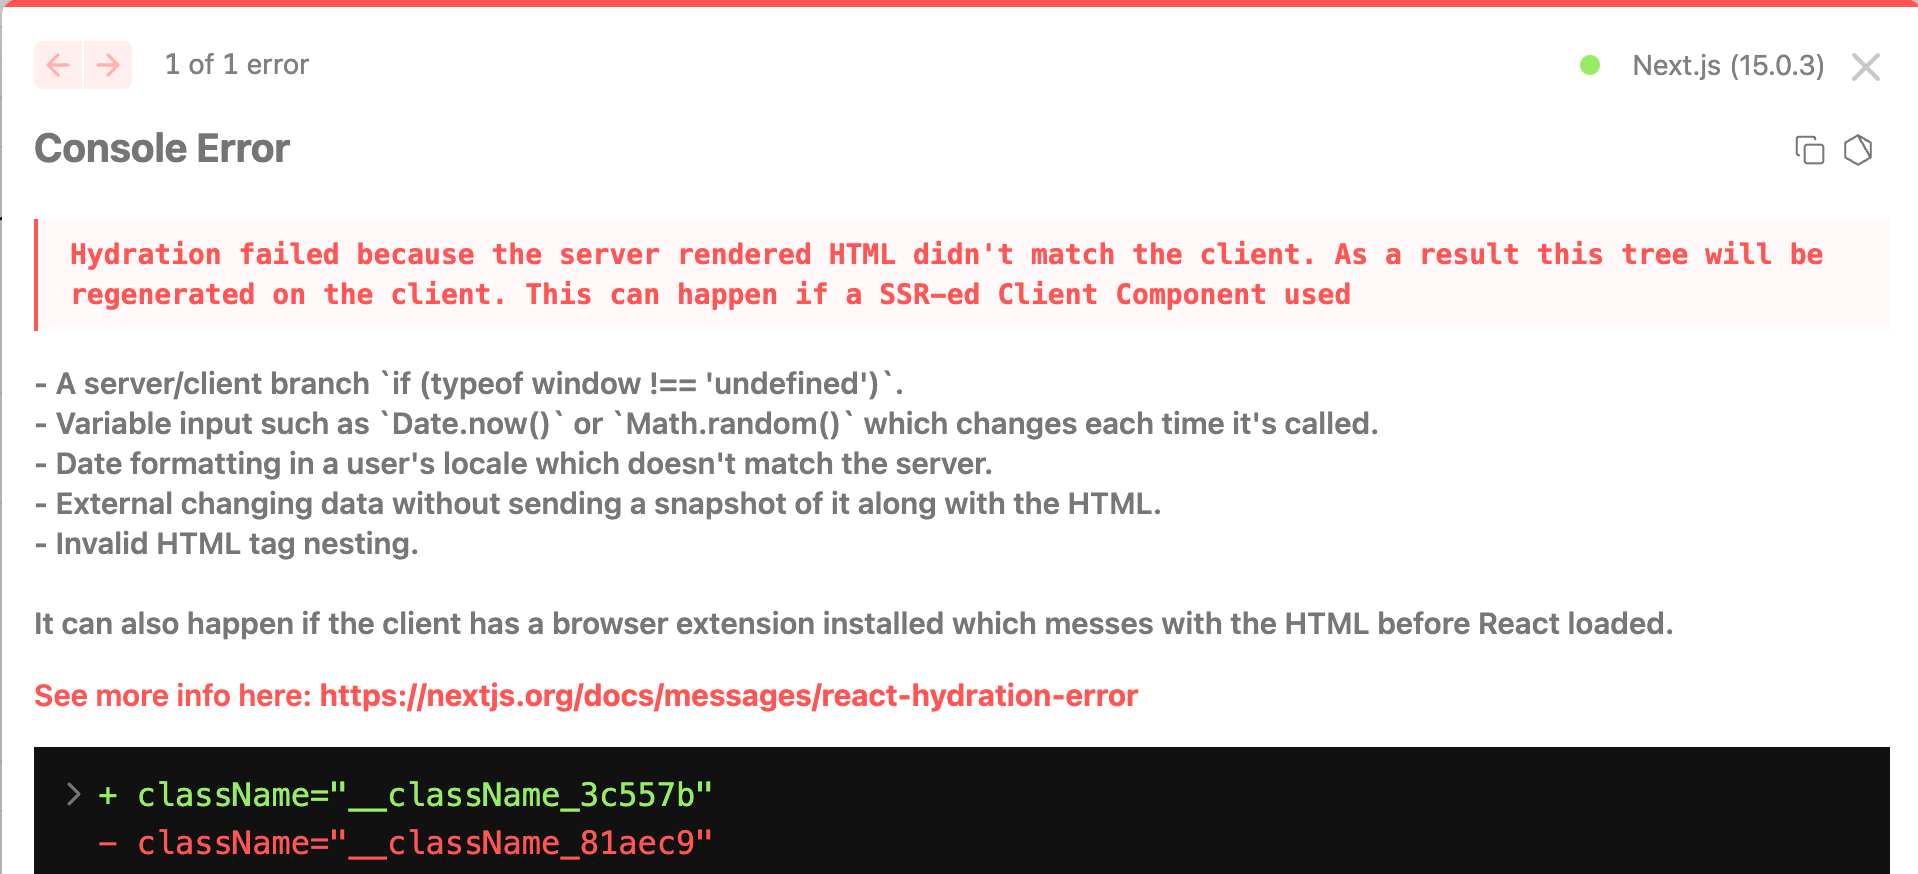 1 of 1 error
Next.js (15.0.3)
Console Error
Hydration failed because the server rendered HTML didn't match the client. As a result this tree will be
regenerated on the client. This can happen if a SSR-ed Client Component used
- A server/client branch `if (typeof window !== 'undefined')`.
- Variable input such as `Date.now()` or `Math.random()` which changes each time it's called.
- Date formatting in a user's locale which doesn't match the server.
- External changing data without sending a snapshot of it along with the HTML.
- Invalid HTML tag nesting.
It can also happen if the client has a browser extension installed which messes with the HTML before React loaded.
See more info here: https://nextjs.org/docs/messages/react-hydration-error
> + className="__className_3c557b"
- className="__className_81aec9"